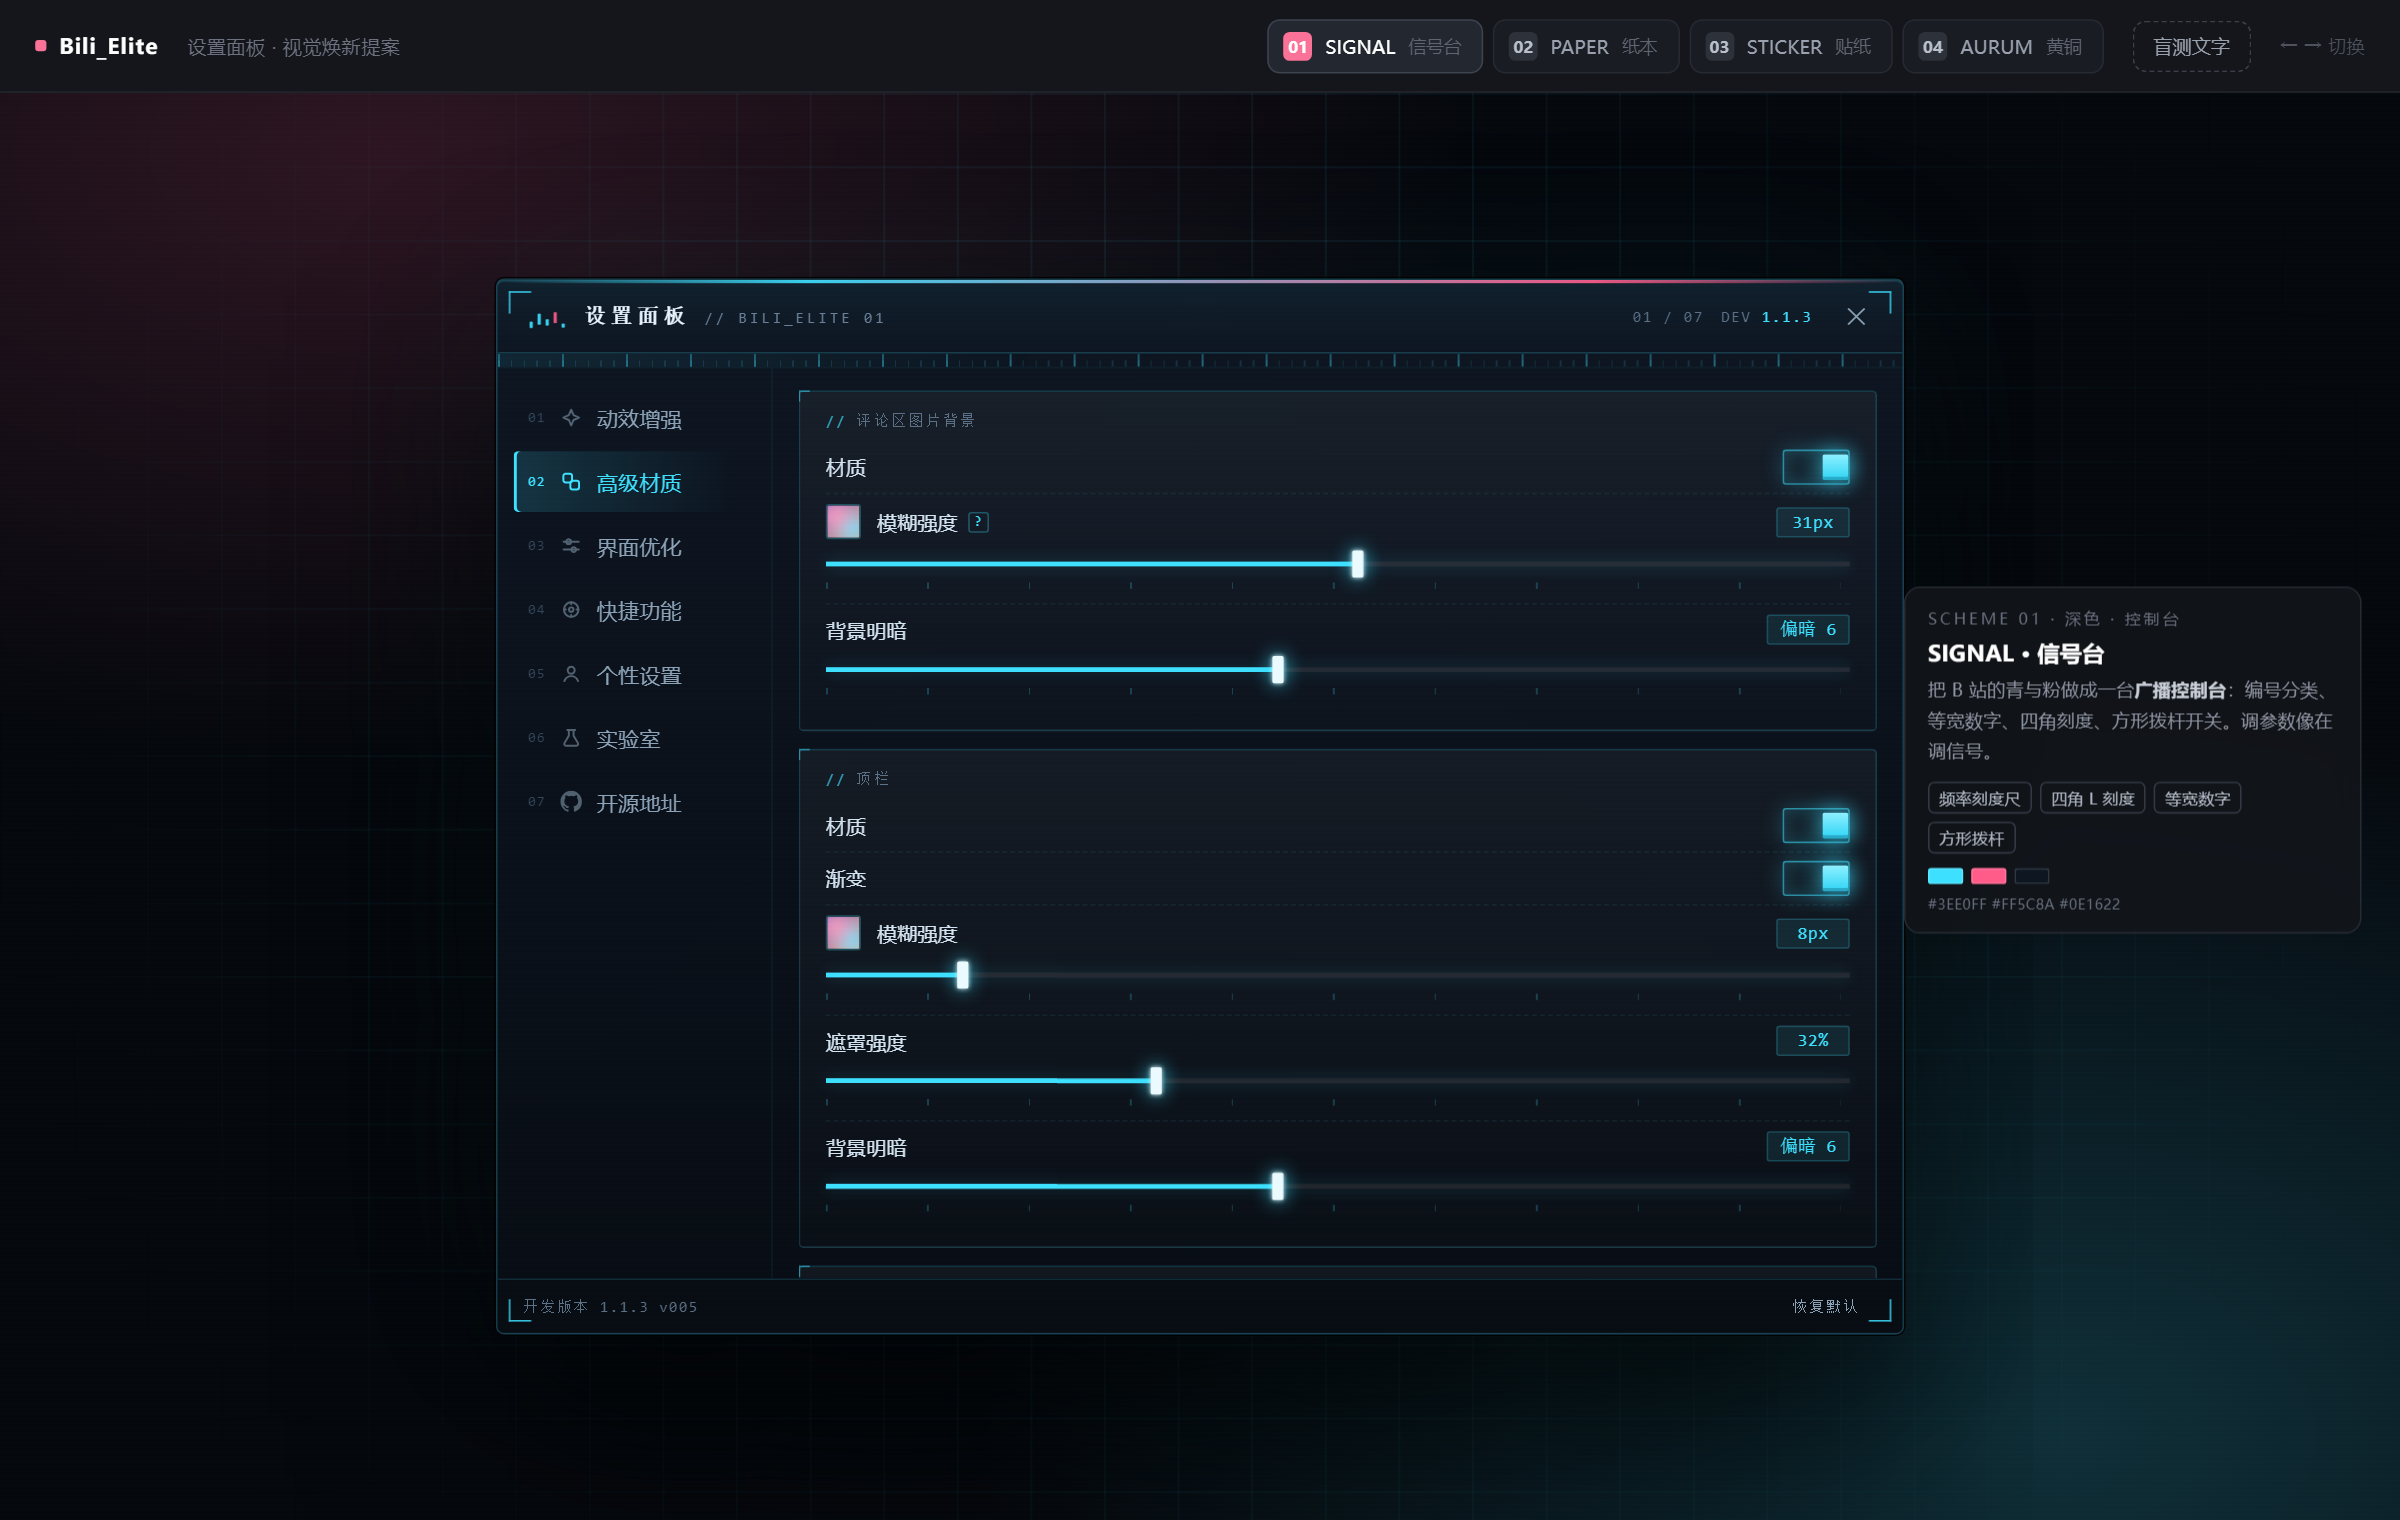 Bili_Elite 设置面板 · 视觉焕新提案 01 SIGNAL 信号台 02 PAPER 纸本 03 STICKER 贴纸 04 AURUM 黄铜 盲测文字 ← → 切换
设置面板 // BILI_ELITE 01 01 / 07 DEV 1.1.3
01 动效增强
02 高级材质
03 界面优化
04 快捷功能
05 个性设置
06 实验室
07 开源地址
// 评论区图片背景
材质
模糊强度 ? 31px
背景明暗 偏暗 6
// 顶栏
材质
渐变
模糊强度 8px
遮罩强度 32%
背景明暗 偏暗 6
开发版本 1.1.3 v005 恢复默认
SCHEME 01 · 深色 · 控制台
SIGNAL · 信号台
把 B 站的青与粉做成一台广播控制台：编号分类、
等宽数字、四角刻度、方形拨杆开关。调参数像在
调信号。
频率刻度尺 四角 L 刻度 等宽数字
方形拨杆
#3EE0FF #FF5C8A #0E1622